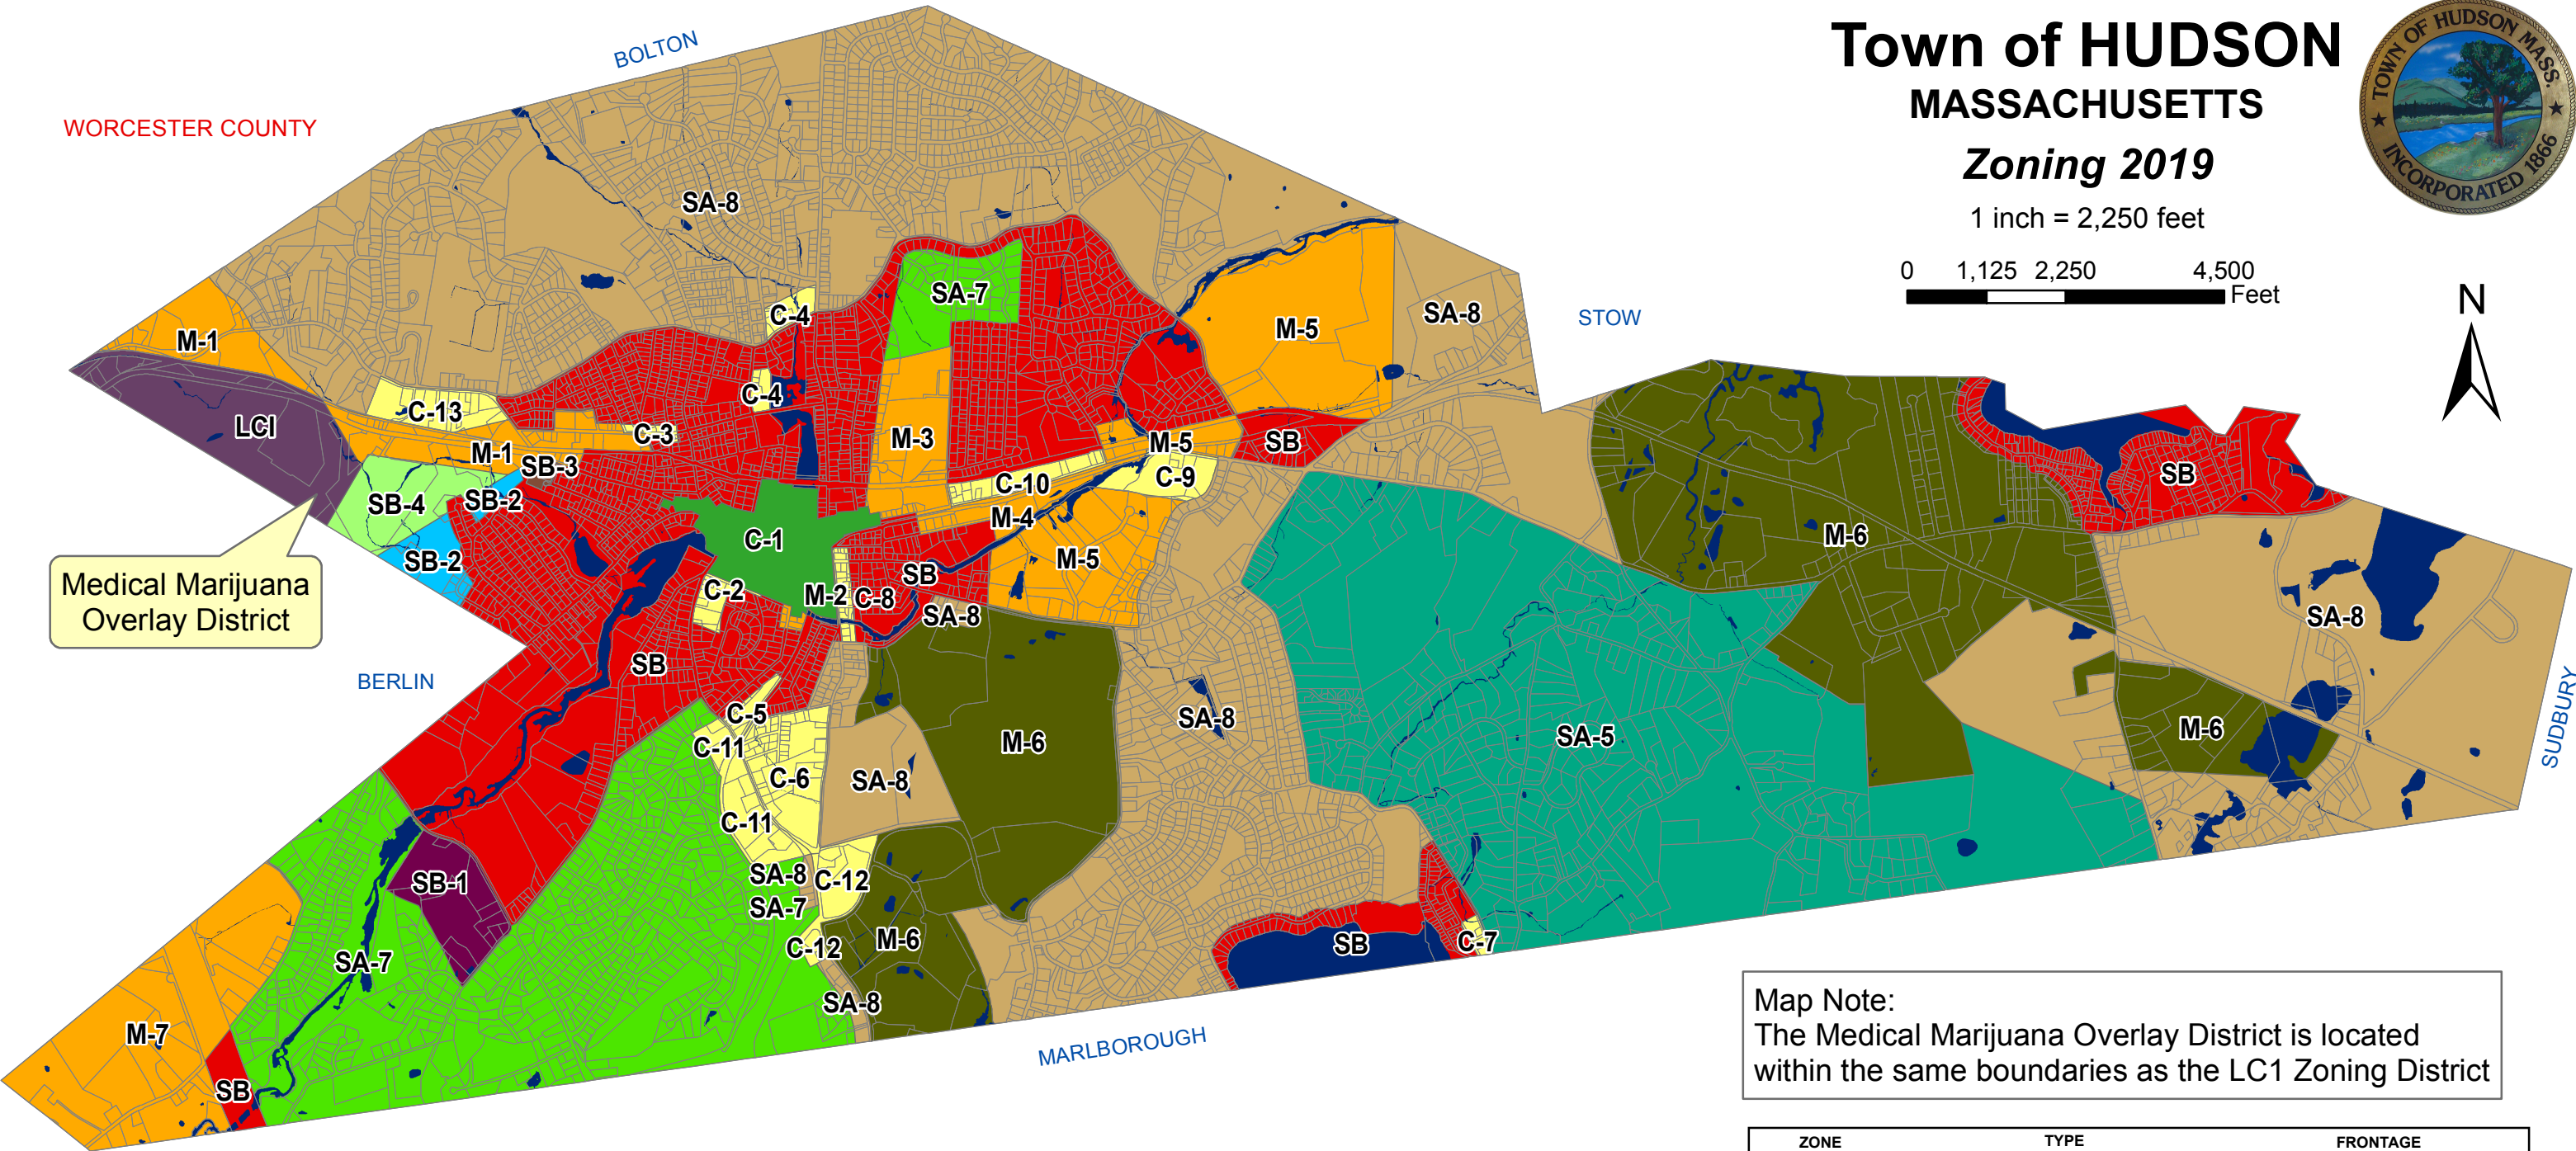 Town of HUDSON
MASSACHUSETTS
Zoning 2019
1 inch = 2,250 feet
0 1,125 2,250 4,500
Feet
TOWN OF HUDSON MASS.
INCORPORATED 1866
N
BOLTON
WORCESTER COUNTY
STOW
BERLIN
SUDBURY
MARLBOROUGH
SA-8
C-4
SA-7
M-5
SA-8
M-1
C-4
C-13
LCI
C-3
M-3
M-5
SB
M-1
SB-3
C-10
C-9
SB
SB-4
SB-2
M-4
C-1
M-6
SB-2
M-5
SB
C-2
M-2
C-8
SA-8
SA-8
SB
C-5
SA-8
M-6
C-11
M-6
SA-5
C-6
SA-8
C-11
SB-1
SA-8
C-12
SA-7
C-12
M-6
SB
C-7
SA-7
SA-8
M-7
SB
Medical Marijuana
Overlay District
Map Note:
The Medical Marijuana Overlay District is located
within the same boundaries as the LC1 Zoning District
ZONE TYPE FRONTAGE